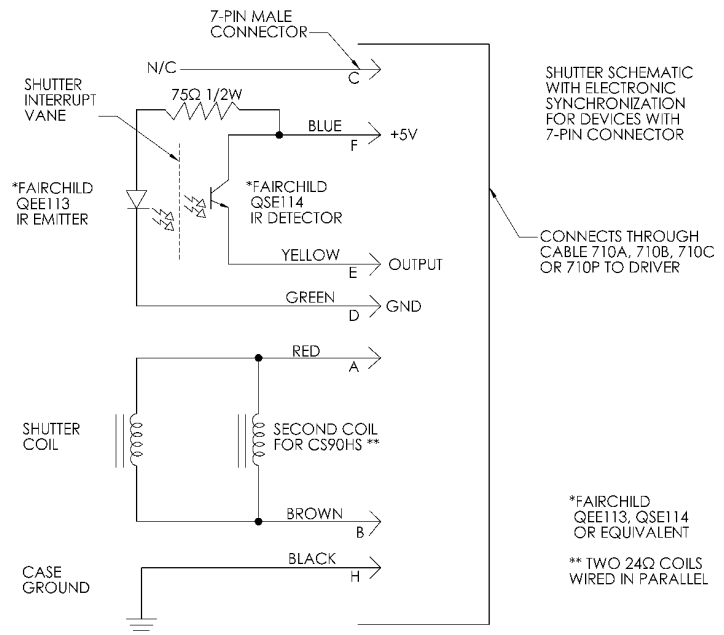 7-PIN MALE
CONNECTOR
N/C
C
SHUTTER
INTERRUPT
VANE
75Ω 1/2W
BLUE
F
+5V
SHUTTER SCHEMATIC
WITH ELECTRONIC
SYNCHRONIZATION
FOR DEVICES WITH
7-PIN CONNECTOR
*FAIRCHILD
QEE113
IR EMITTER
*FAIRCHILD
QSE114
IR DETECTOR
YELLOW
E
OUTPUT
CONNECTS THROUGH
CABLE 710A, 710B, 710C
OR 710P TO DRIVER
GREEN
D
GND
RED
A
SHUTTER
COIL
SECOND COIL
FOR CS90HS **
BROWN
B
*FAIRCHILD
QEE113, QSE114
OR EQUIVALENT
BLACK
H
CASE
GROUND
** TWO 24Ω COILS
WIRED IN PARALLEL